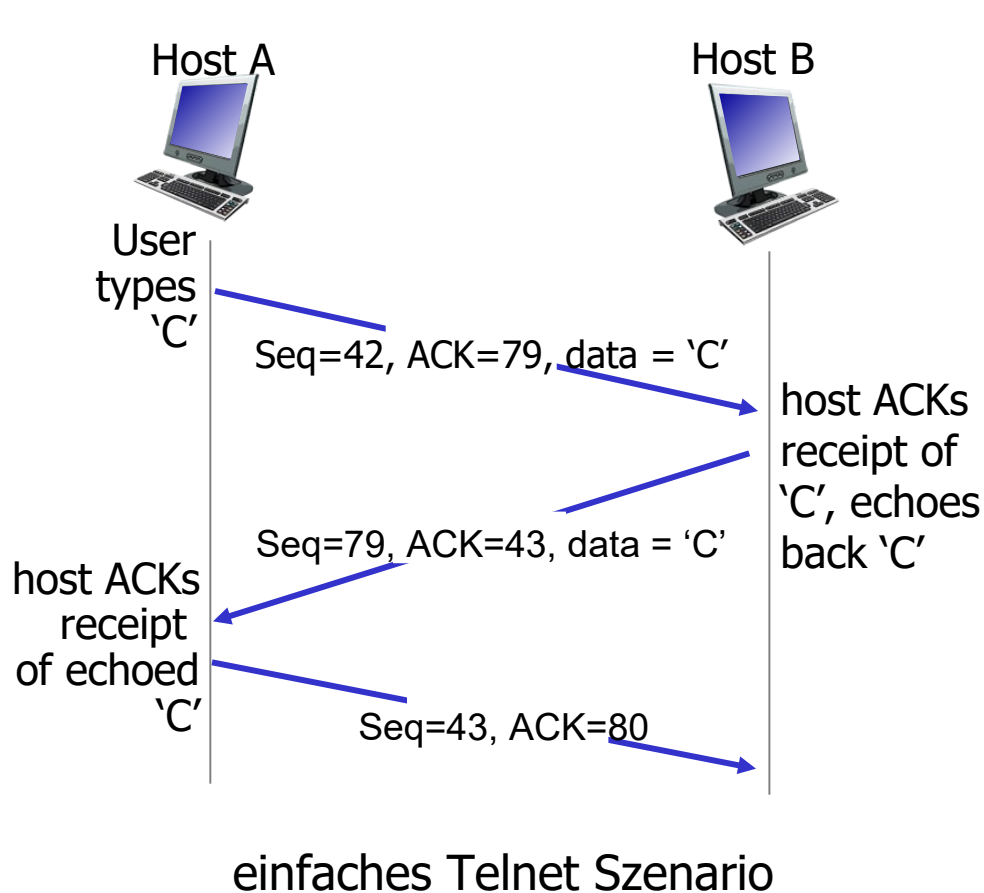 Host A
Host B
User
types
‘C’
Seq=42, ACK=79, data = ‘C’
host ACKs
receipt of
‘C’, echoes
back ‘C’
Seq=79, ACK=43, data = ‘C’
host ACKs
receipt
of echoed
‘C’
Seq=43, ACK=80
einfaches Telnet Szenario